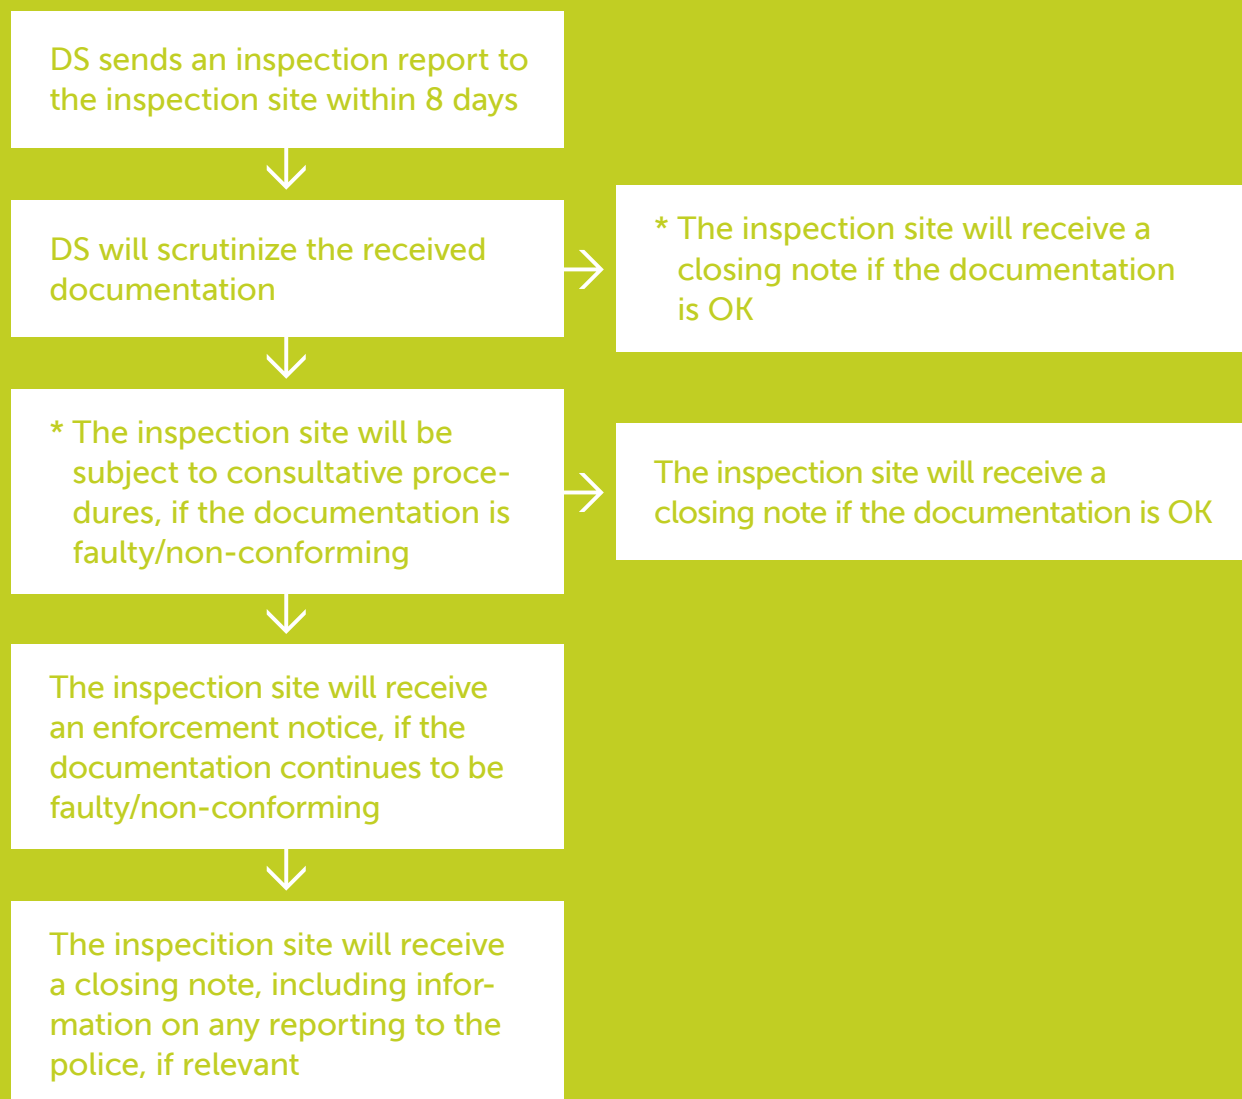 DS sends an inspection report to
the inspection site within 8 days
DS will scrutinize the received
documentation
* The inspection site will receive a
closing note if the documentation
is OK
* The inspection site will be
subject to consultative proce-
dures, if the documentation is
faulty/non-conforming
The inspection site will receive a
closing note if the documentation is OK
The inspection site will receive
an enforcement notice, if the
documentation continues to be
faulty/non-conforming
The inspecition site will receive
a closing note, including infor-
mation on any reporting to the
police, if relevant